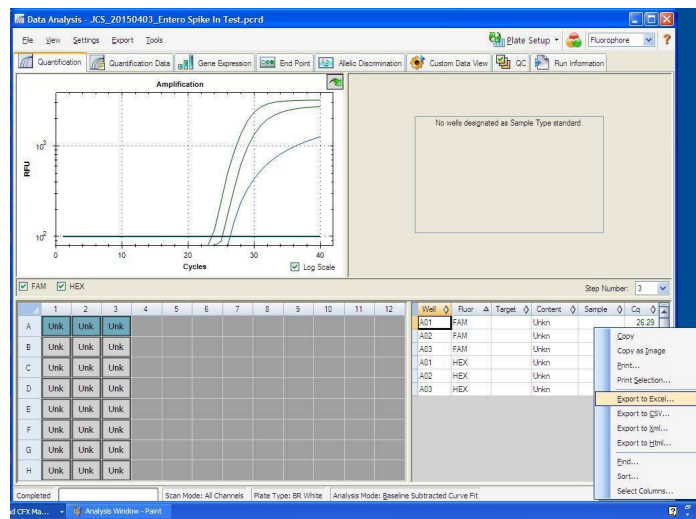 Data Analysis - JCS_20150403_Entero Spike In Test.pcrd
File View Settings Export Tools Plate Setup Fluorophore ?
Quantification Quantification Data Gene Expression End Point Allelic Discrimination Custom Data View QC Run Information
Amplification
RFU
10³
10²
0 10 20 30 40
Cycles
Log Scale
No wells designated as Sample Type standard.
FAM HEX Step Number: 3
1 2 3 4 5 6 7 8 9 10 11 12
A Unk Unk Unk
B Unk Unk Unk
C Unk Unk Unk
D Unk Unk Unk
E Unk Unk Unk
F Unk Unk Unk
G Unk Unk Unk
H Unk Unk Unk
Well Fluor Target Content Sample Cq
A01 FAM Unkn 26.29
A02 FAM Unkn
A03 FAM Unkn
A01 HEX Unkn
A02 HEX Unkn
A03 HEX Unkn
Copy
Copy as Image
Print...
Print Selection...
Export to Excel...
Export to CSV...
Export to Xml...
Export to Html...
Find...
Sort...
Select Columns...
Completed Scan Mode: All Channels Plate Type: BR White Analysis Mode: Baseline Subtracted Curve Fit
d CFX Ma... Analysis Window - Paint